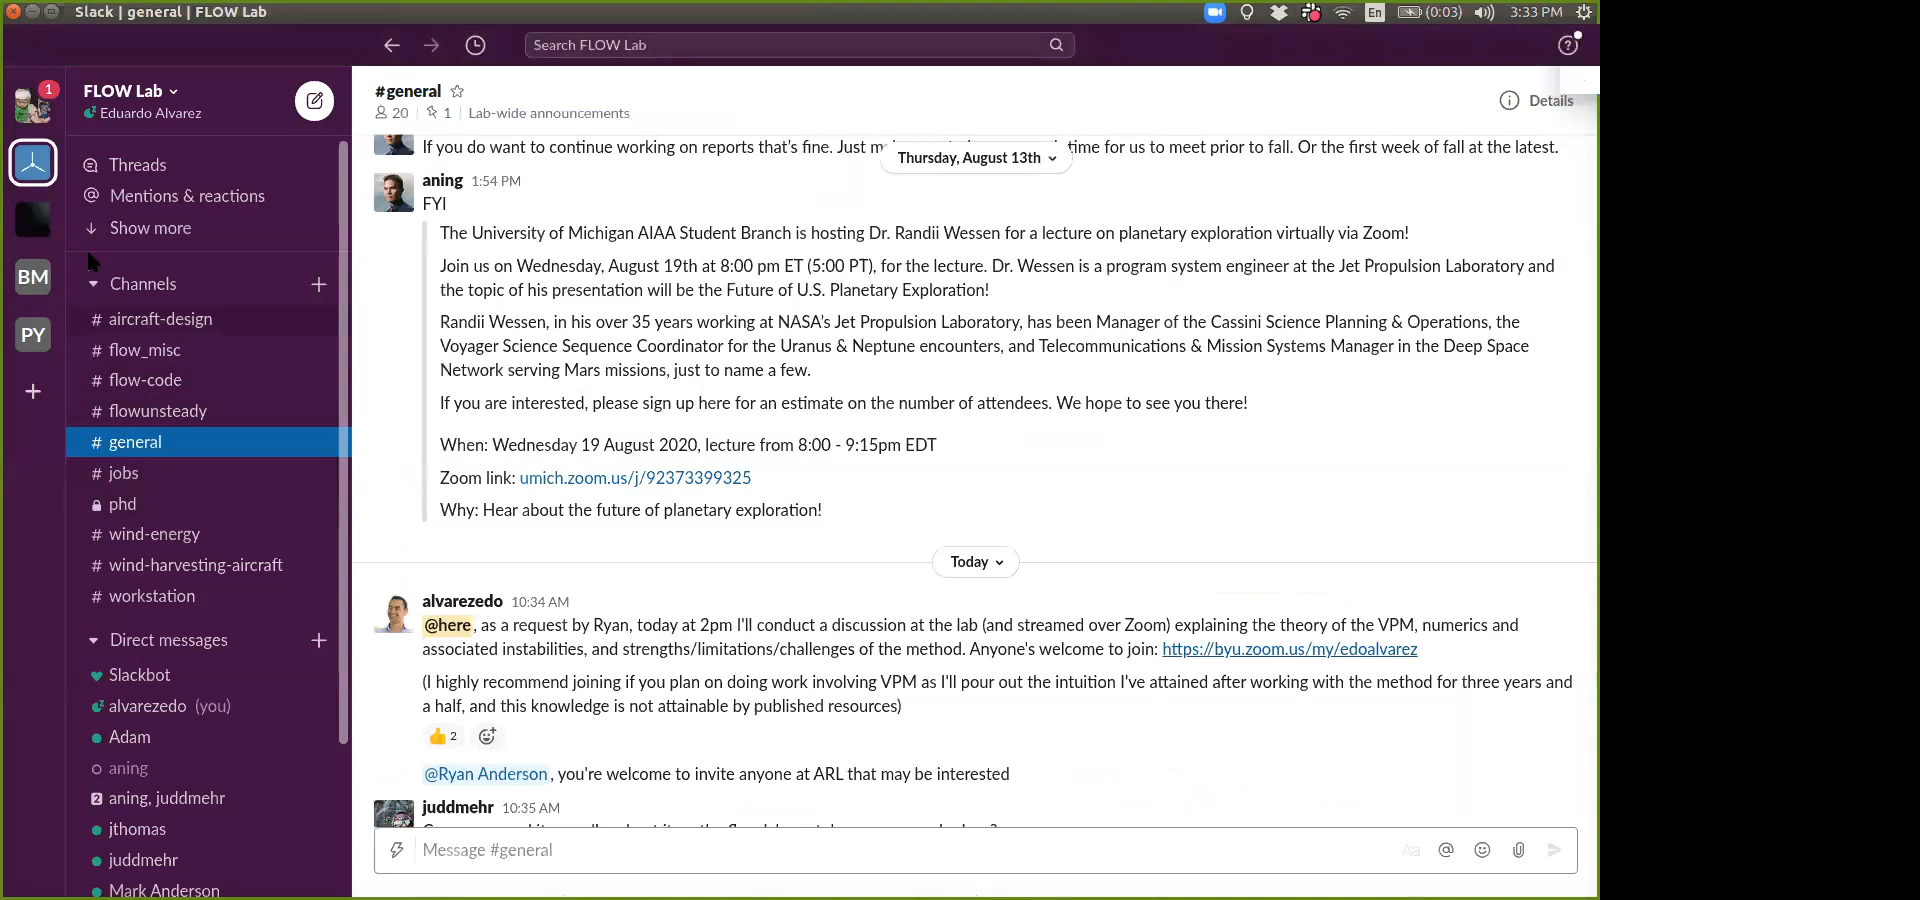 Slack | general | FLOW Lab
En (0:03) 3:33 PM
Search FLOW Lab
1
FLOW Lab
Eduardo Alvarez
BM
PY
Threads
Mentions & reactions
Show more
Channels
# aircraft-design
# flow_misc
# flow-code
# flowunsteady
# general
# jobs
phd
# wind-energy
# wind-harvesting-aircraft
# workstation
Direct messages
Slackbot
alvarezedo (you)
Adam
aning
2 aning, juddmehr
jthomas
juddmehr
Mark Anderson
#general
20 | 1 | Lab-wide announcements
Details
If you do want to continue working on reports that's fine. Just time for us to meet prior to fall. Or the first week of fall at the latest.
Thursday, August 13th
aning 1:54 PM
FYI
The University of Michigan AIAA Student Branch is hosting Dr. Randii Wessen for a lecture on planetary exploration virtually via Zoom!
Join us on Wednesday, August 19th at 8:00 pm ET (5:00 PT), for the lecture. Dr. Wessen is a program system engineer at the Jet Propulsion Laboratory and
the topic of his presentation will be the Future of U.S. Planetary Exploration!
Randii Wessen, in his over 35 years working at NASA's Jet Propulsion Laboratory, has been Manager of the Cassini Science Planning & Operations, the
Voyager Science Sequence Coordinator for the Uranus & Neptune encounters, and Telecommunications & Mission Systems Manager in the Deep Space
Network serving Mars missions, just to name a few.
If you are interested, please sign up here for an estimate on the number of attendees. We hope to see you there!
When: Wednesday 19 August 2020, lecture from 8:00 - 9:15pm EDT
Zoom link: umich.zoom.us/j/92373399325
Why: Hear about the future of planetary exploration!
Today
alvarezedo 10:34 AM
@here, as a request by Ryan, today at 2pm I'll conduct a discussion at the lab (and streamed over Zoom) explaining the theory of the VPM, numerics and
associated instabilities, and strengths/limitations/challenges of the method. Anyone's welcome to join: https://byu.zoom.us/my/edoalvarez
(I highly recommend joining if you plan on doing work involving VPM as I'll pour out the intuition I've attained after working with the method for three years and
a half, and this knowledge is not attainable by published resources)
2
@Ryan Anderson, you're welcome to invite anyone at ARL that may be interested
juddmehr 10:35 AM
Message #general
Aa